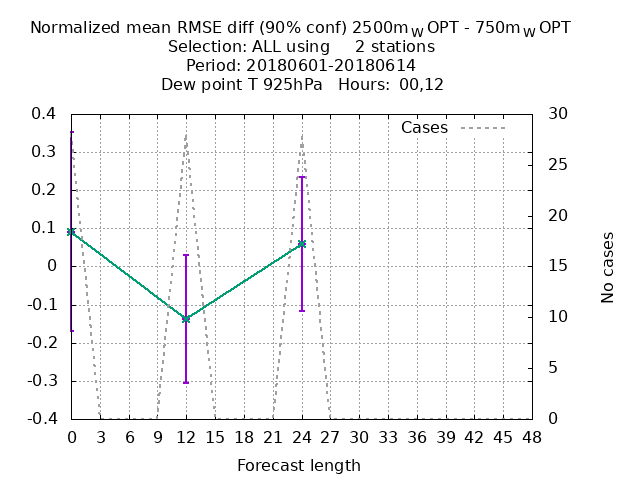 Normalized mean RMSE diff (90% conf) 2500m W OPT - 750m W OPT
Selection: ALL using 2 stations
Period: 20180601-20180614
Dew point T 925hPa Hours: 00,12
Cases
0.4
0.3
0.2
0.1
0
-0.1
-0.2
-0.3
-0.4
30
25
20
15
10
5
0
No cases
0 3 6 9 12 15 18 21 24 27 30 33 36 39 42 45 48
Forecast length